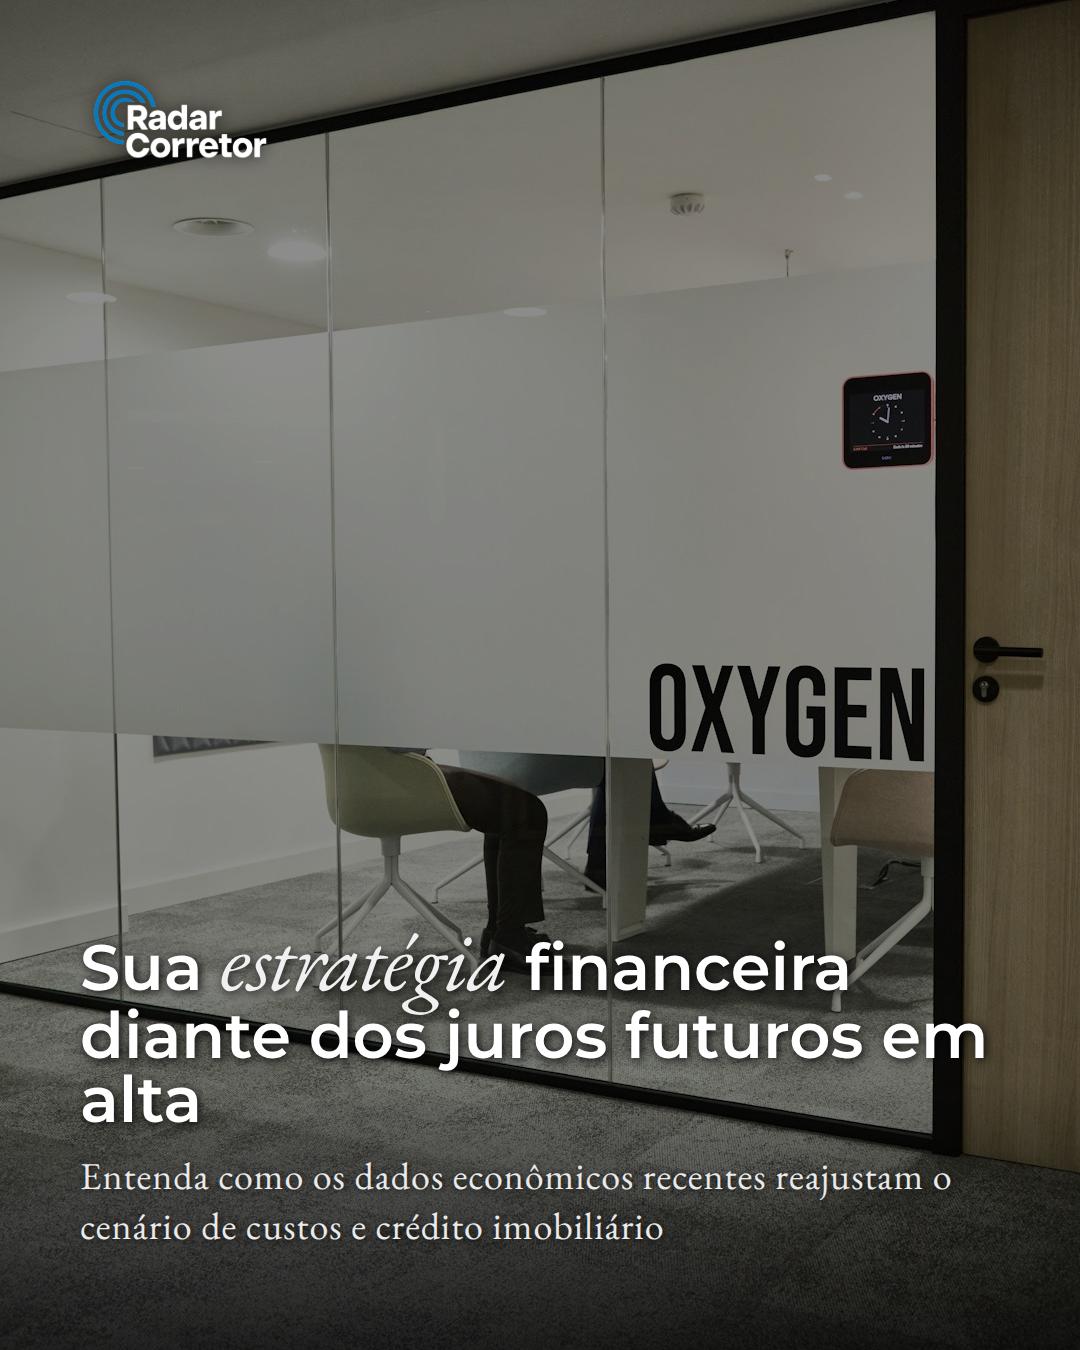 Radar
Corretor
OXYGEN
OXYGEN
Sua estratégia financeira
diante dos juros futuros em
alta
Entenda como os dados econômicos recentes reajustam o
cenário de custos e crédito imobiliário